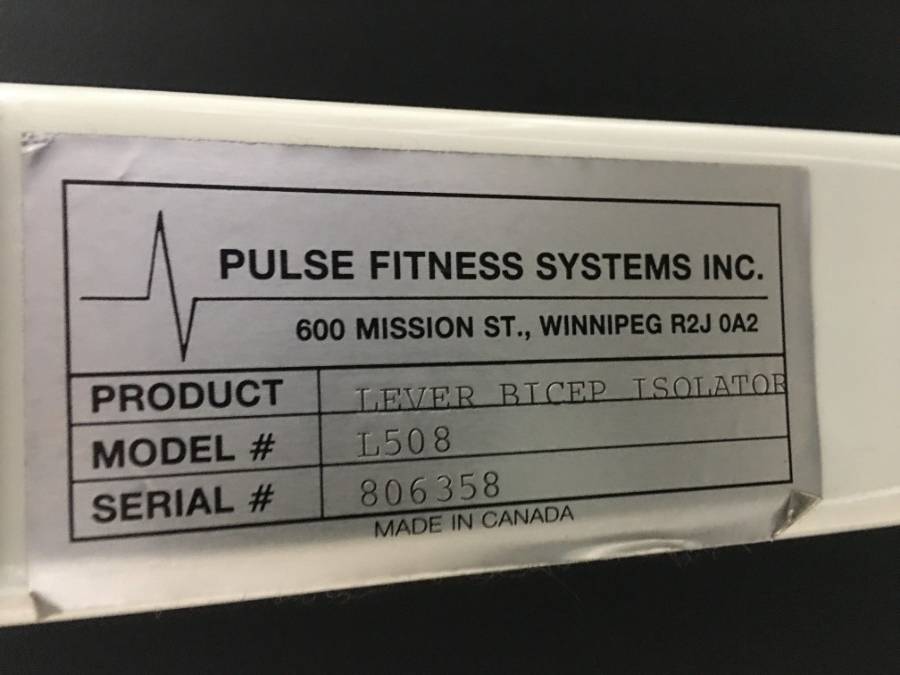 PULSE FITNESS SYSTEMS INC.
600 MISSION ST., WINNIPEG R2J 0A2
PRODUCT LEVER BICEP ISOLATOR
MODEL # L508
SERIAL # 806358
MADE IN CANADA